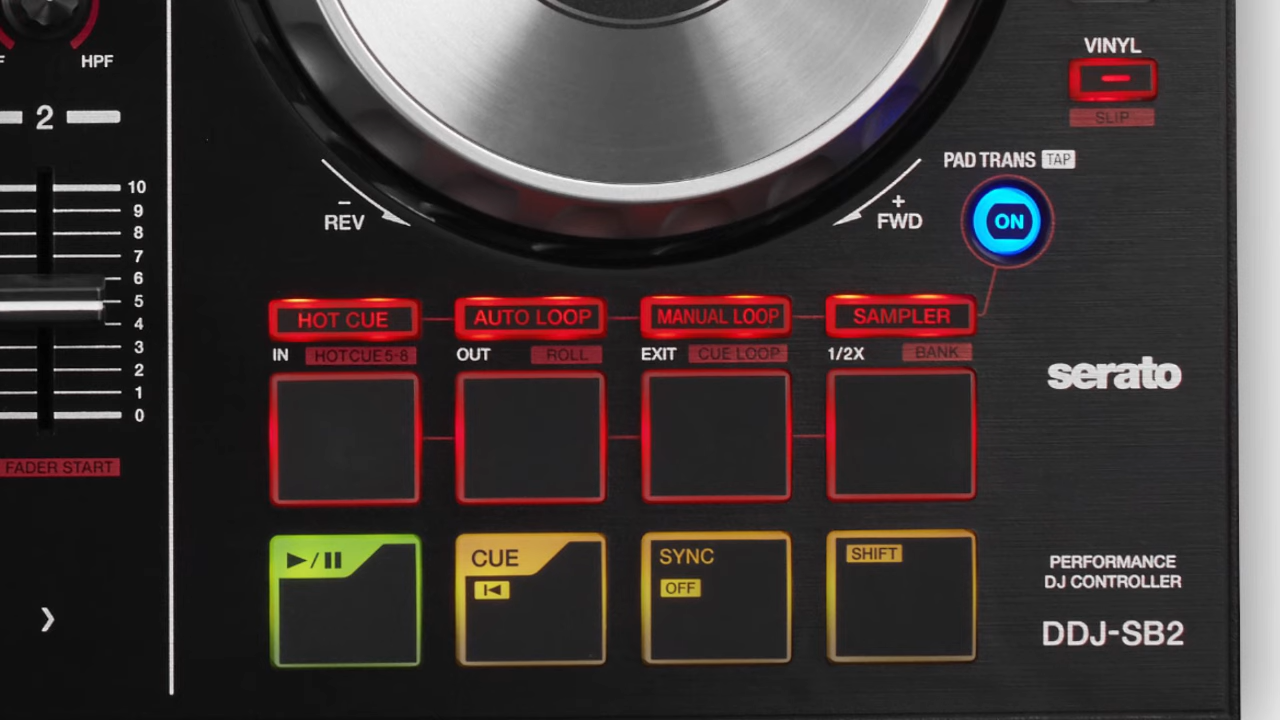 HPF
VINYL
SLIP
2
PAD TRANS TAP
ON
10
9
8
7
6
5
4
3
2
1
0
−
REV
+
FWD
HOT CUE
AUTO LOOP
MANUAL LOOP
SAMPLER
IN HOT CUE 5-8
OUT ROLL
EXIT CUE LOOP
1/2X BANK
serato
FADER START
►/❚❚
CUE
SYNC
OFF
SHIFT
PERFORMANCE
DJ CONTROLLER
DDJ-SB2